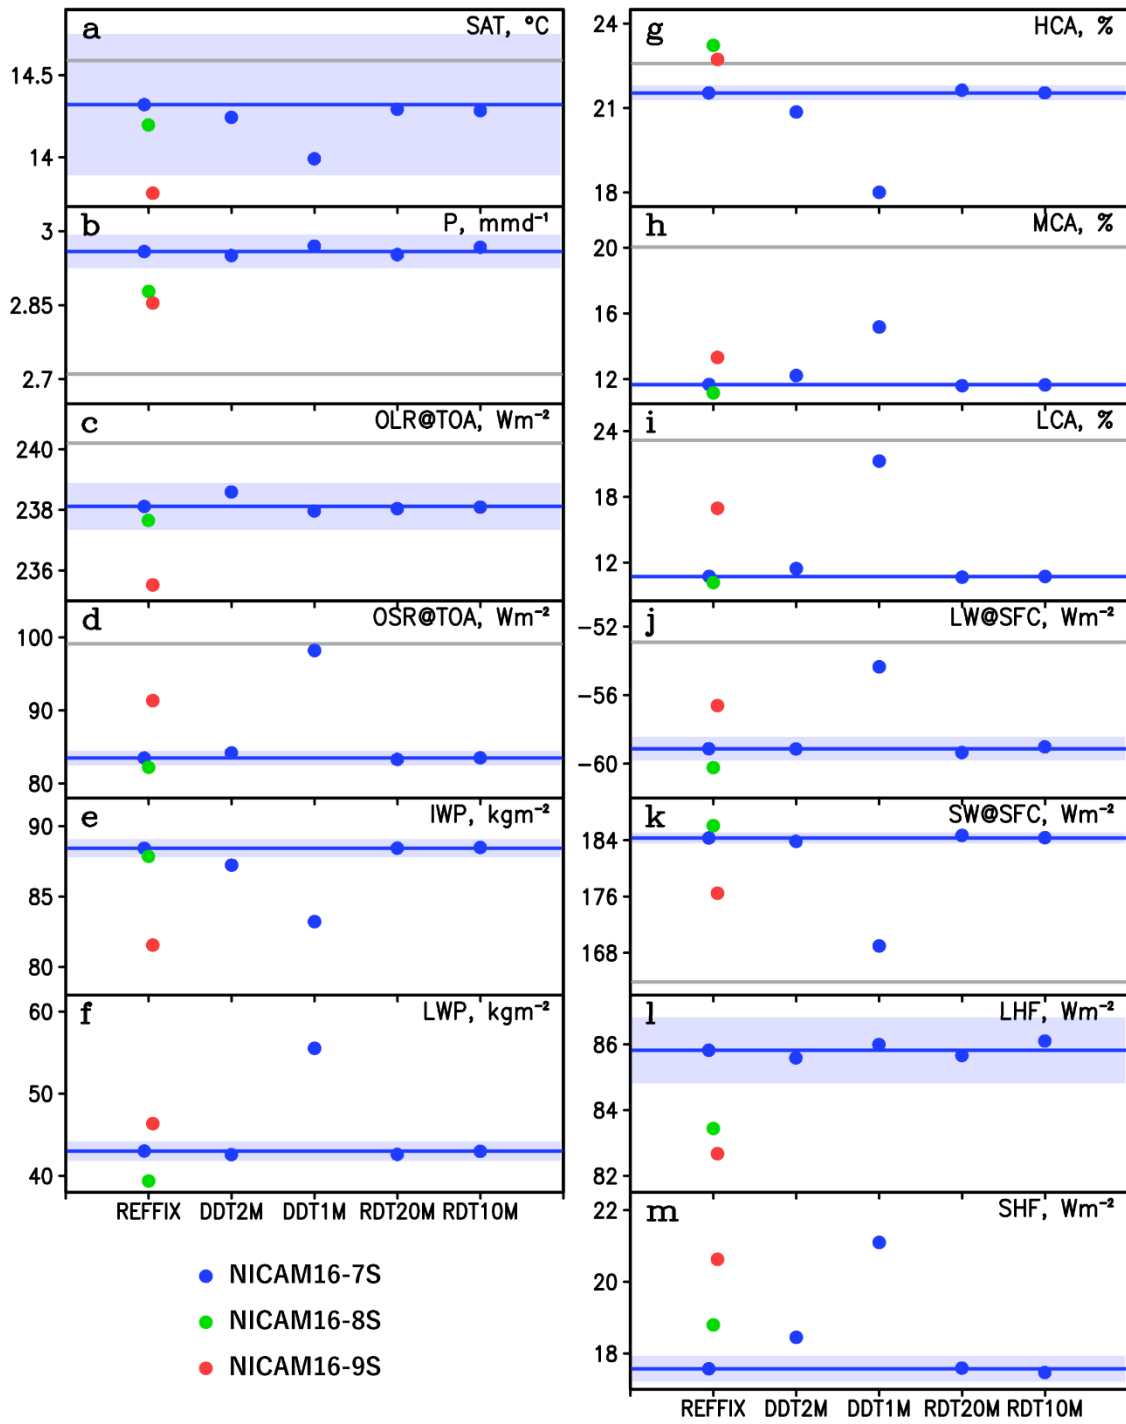 a SAT, °C
14.5
14
b P, mmd⁻¹
3
2.85
2.7
c OLR@TOA, Wm⁻²
240
238
236
d OSR@TOA, Wm⁻²
100
90
80
e IWP, kgm⁻²
90
85
80
f LWP, kgm⁻²
60
50
40
REFFIX DDT2M DDT1M RDT20M RDT10M
NICAM16-7S
NICAM16-8S
NICAM16-9S
g HCA, %
24
21
18
h MCA, %
20
16
12
i LCA, %
24
18
12
j LW@SFC, Wm⁻²
−52
−56
−60
k SW@SFC, Wm⁻²
184
176
168
l LHF, Wm⁻²
86
84
82
m SHF, Wm⁻²
22
20
18
REFFIX DDT2M DDT1M RDT20M RDT10M